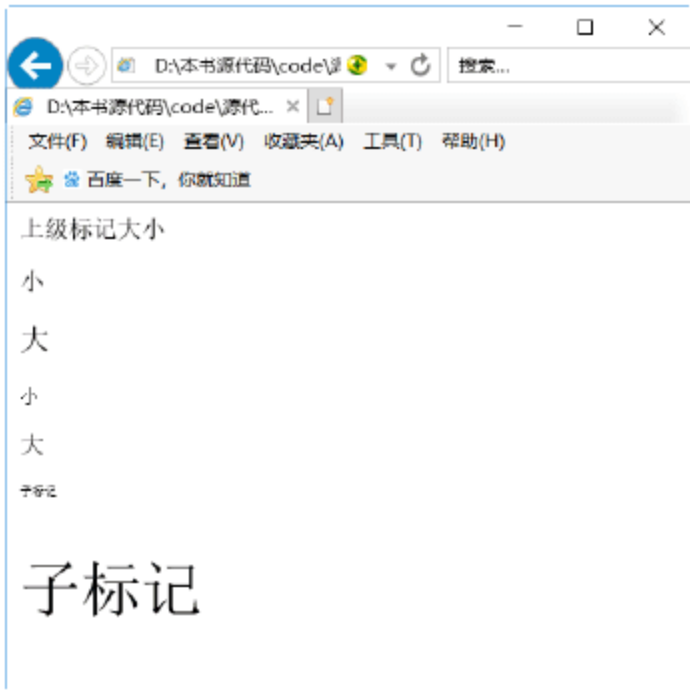 D:\本书源代码\code\源
搜索...
D:\本书源代码\code\源代...
文件(F) 编辑(E) 查看(V) 收藏夹(A) 工具(T) 帮助(H)
百度一下，你就知道
上级标记大小
小
大
小
大
子标记
子标记